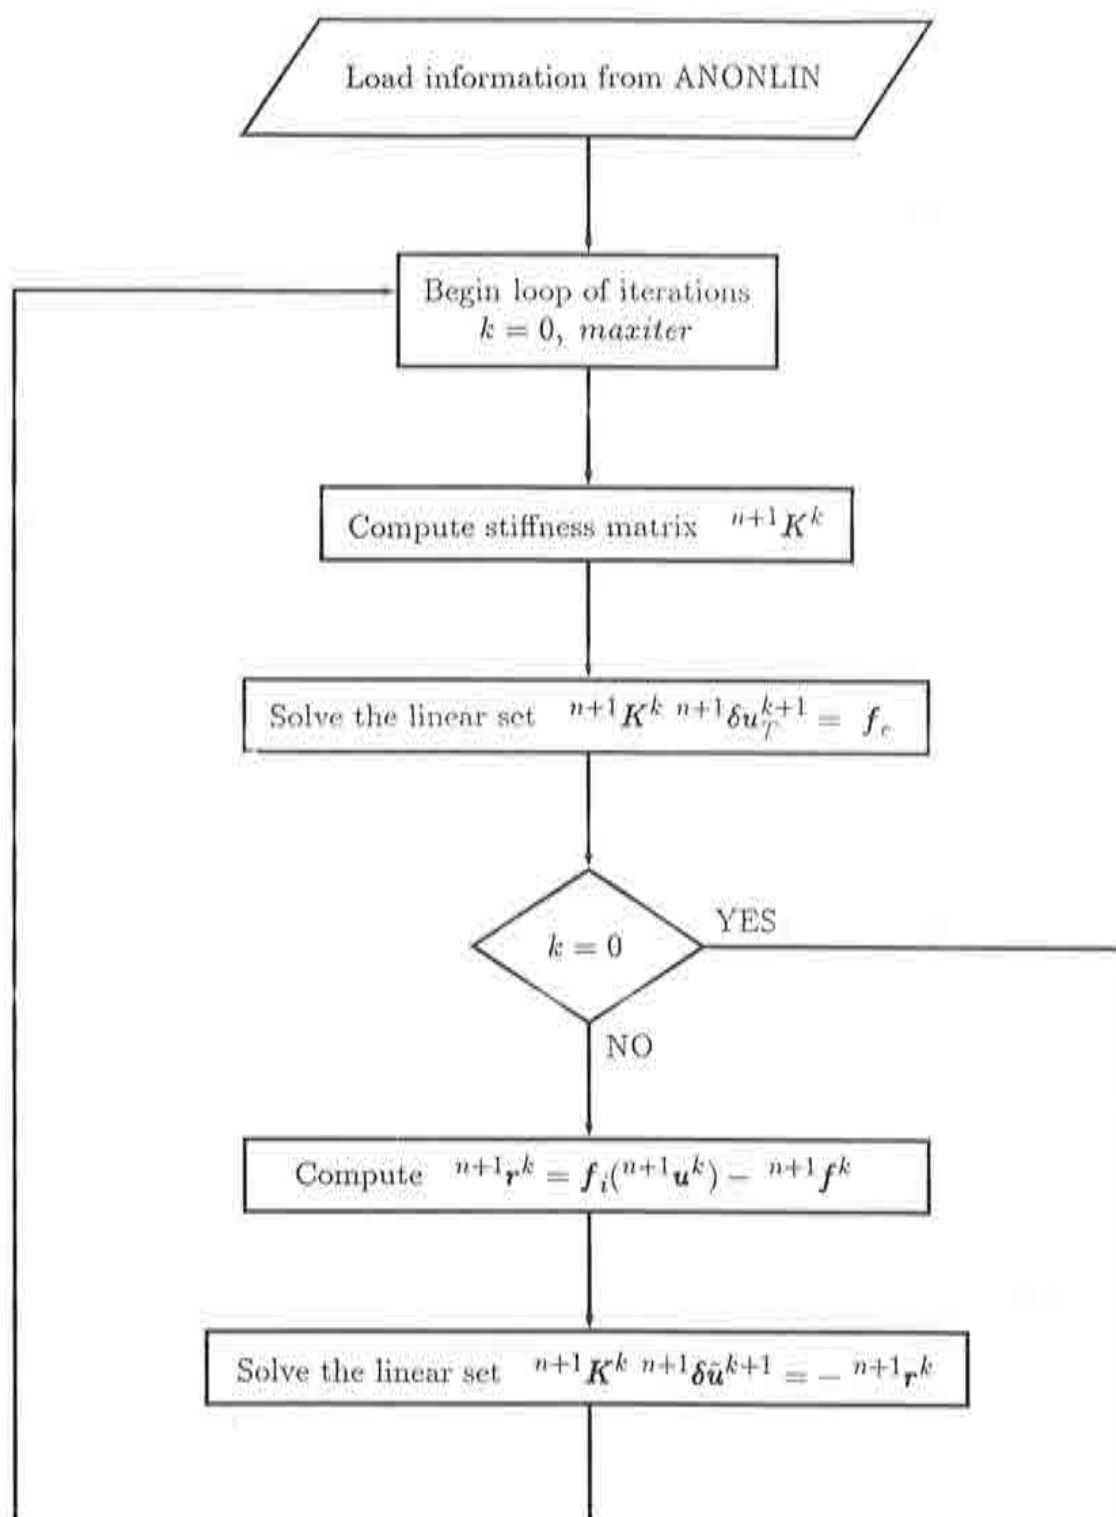 Load information from ANONLIN
Begin loop of iterations
k = 0, maxiter
Compute stiffness matrix ⁿ⁺¹Kᵏ
Solve the linear set ⁿ⁺¹Kᵏ ⁿ⁺¹δu_T^{k+1} = f_e
k = 0
YES
NO
Compute ⁿ⁺¹rᵏ = f_i(ⁿ⁺¹uᵏ) − ⁿ⁺¹fᵏ
Solve the linear set ⁿ⁺¹Kᵏ ⁿ⁺¹δũᵏ⁺¹ = − ⁿ⁺¹rᵏ